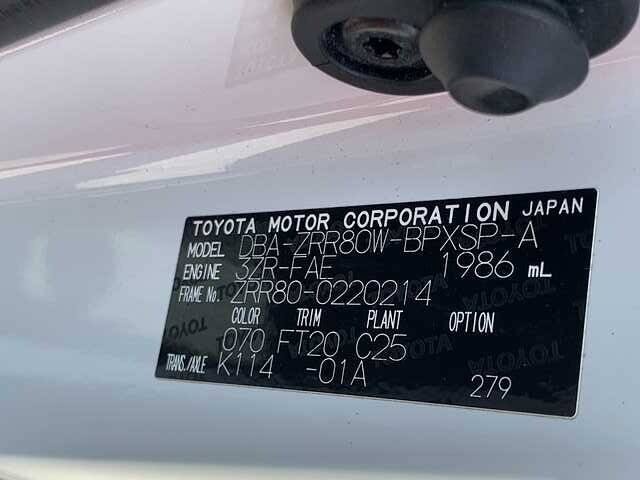 TOYOTA MOTOR CORPORATION JAPAN
MODEL DBA-ZRR80W-BPXSP-A
ENGINE 3ZR-FAE 1986 mL
FRAME No. ZRR80-0220214
COLOR TRIM PLANT OPTION
070 FT20 C25
TRANS./AXLE K114 -01A 279